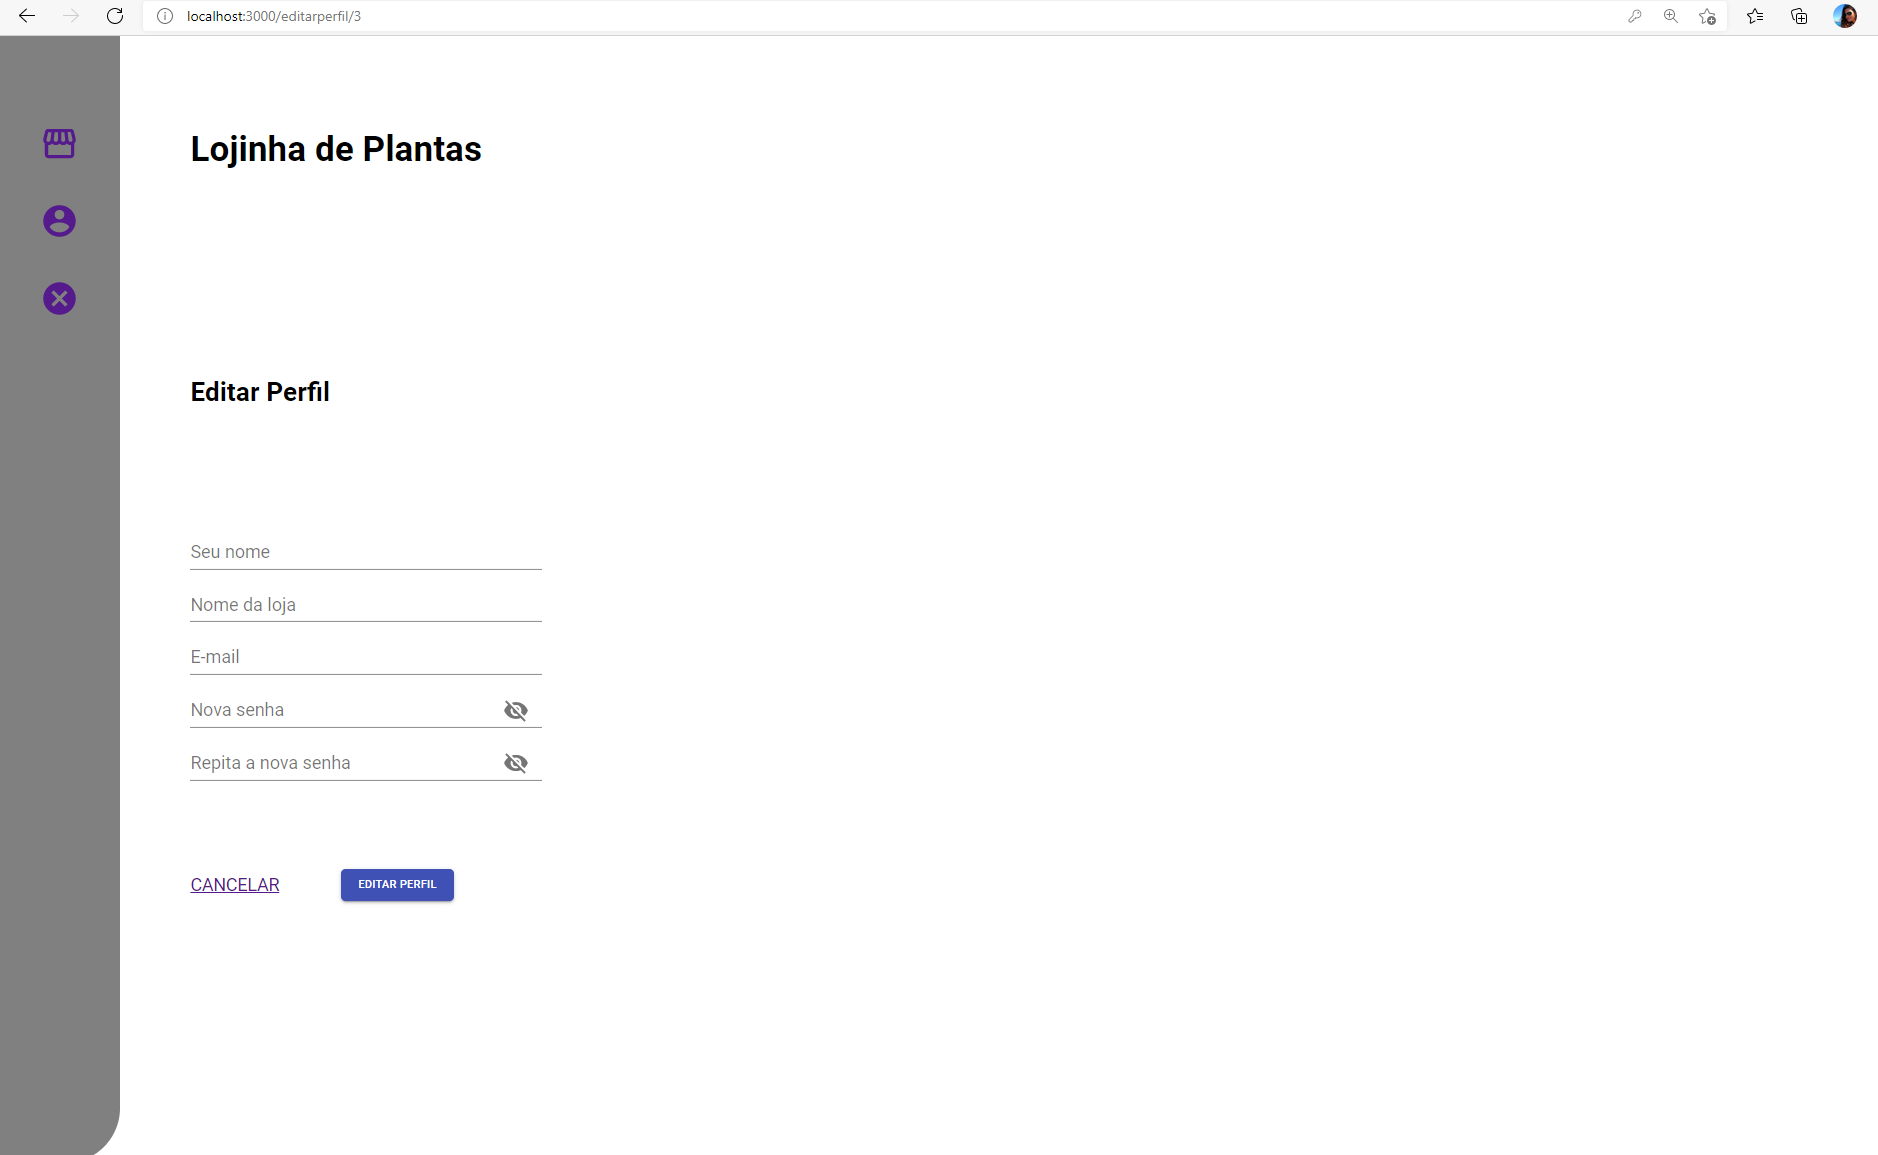 localhost:3000/editarperfil/3
Lojinha de Plantas
Editar Perfil
Seu nome
Nome da loja
E-mail
Nova senha
Repita a nova senha
CANCELAR
EDITAR PERFIL